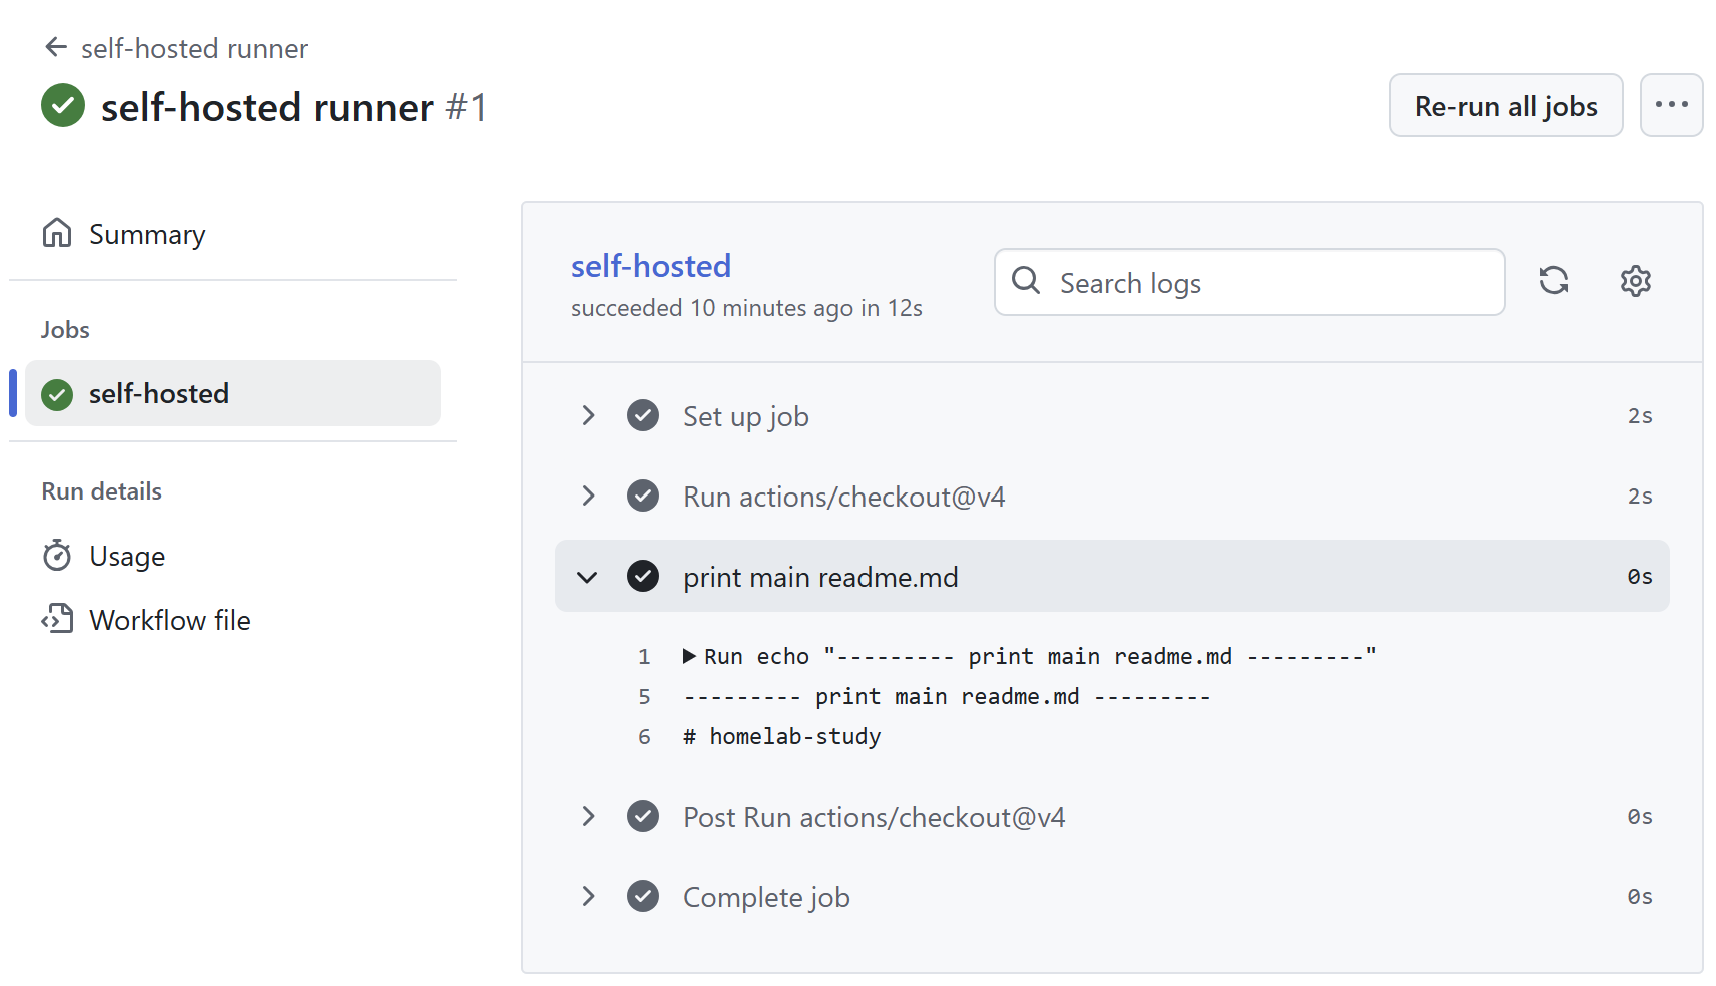 self-hosted runner
self-hosted runner #1
Re-run all jobs
Summary
Jobs
self-hosted
Run details
Usage
Workflow file
self-hosted
succeeded 10 minutes ago in 12s
Search logs
Set up job 2s
Run actions/checkout@v4 2s
print main readme.md 0s
1 Run echo "--------- print main readme.md ---------"
5 --------- print main readme.md ---------
6 # homelab-study
Post Run actions/checkout@v4 0s
Complete job 0s